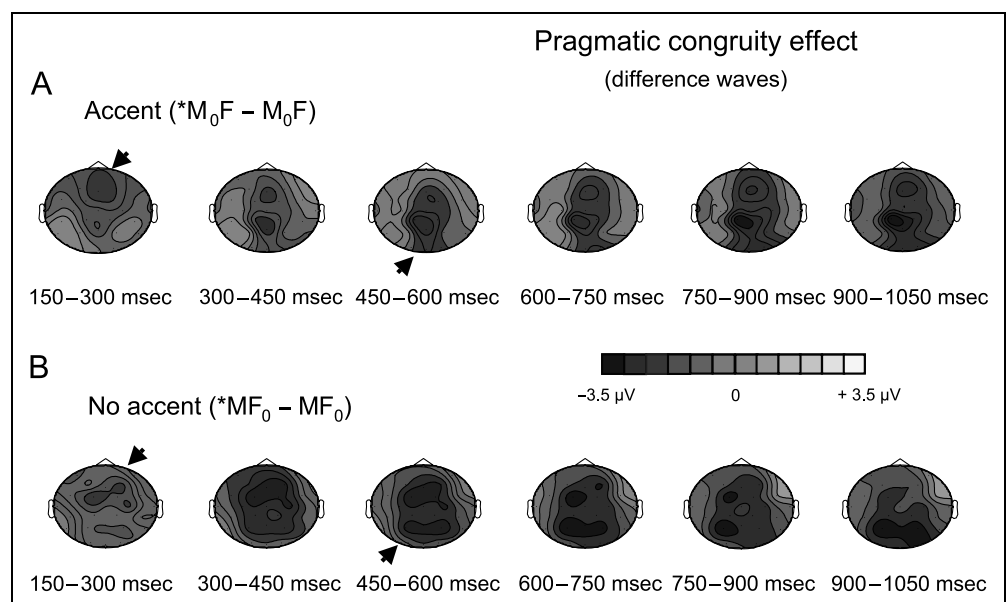 Pragmatic congruity effect
(difference waves)
A
Accent (*M₀F – M₀F)
150–300 msec 300–450 msec 450–600 msec 600–750 msec 750–900 msec 900–1050 msec
–3.5 µV 0 + 3.5 µV
B
No accent (*MF₀ – MF₀)
150–300 msec 300–450 msec 450–600 msec 600–750 msec 750–900 msec 900–1050 msec